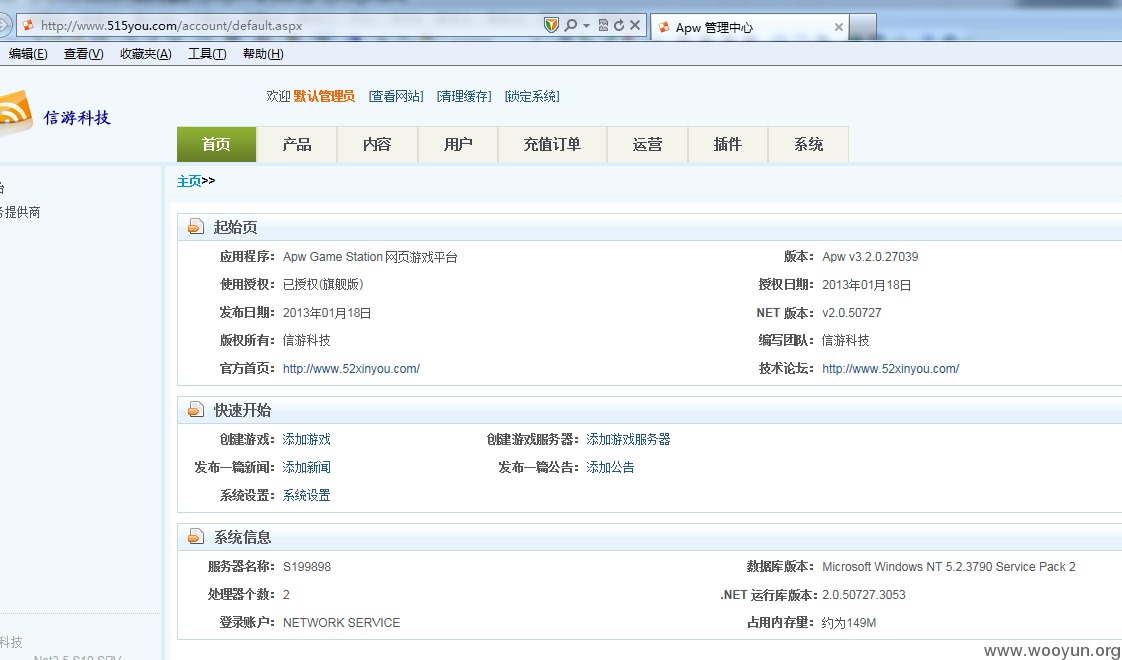 http://www.515you.com/account/default.aspx
Apw 管理中心
编辑(E) 查看(V) 收藏夹(A) 工具(T) 帮助(H)
信游科技
欢迎 默认管理员 [查看网站] [清理缓存] [锁定系统]
首页 产品 内容 用户 充值订单 运营 插件 系统
主页>>
台
务提供商
起始页
应用程序: Apw Game Station 网页游戏平台 版本: Apw v3.2.0.27039
使用授权: 已授权(旗舰版) 授权日期: 2013年01月18日
发布日期: 2013年01月18日 NET 版本: v2.0.50727
版权所有: 信游科技 编写团队: 信游科技
官方首页: http://www.52xinyou.com/ 技术论坛: http://www.52xinyou.com/
快速开始
创建游戏: 添加游戏 创建游戏服务器: 添加游戏服务器
发布一篇新闻: 添加新闻 发布一篇公告: 添加公告
系统设置: 系统设置
系统信息
服务器名称: S199898 数据库版本: Microsoft Windows NT 5.2.3790 Service Pack 2
处理器个数: 2 .NET 运行库版本: 2.0.50727.3053
登录账户: NETWORK SERVICE 占用内存量: 约为149M
科技
www.wooyun.org